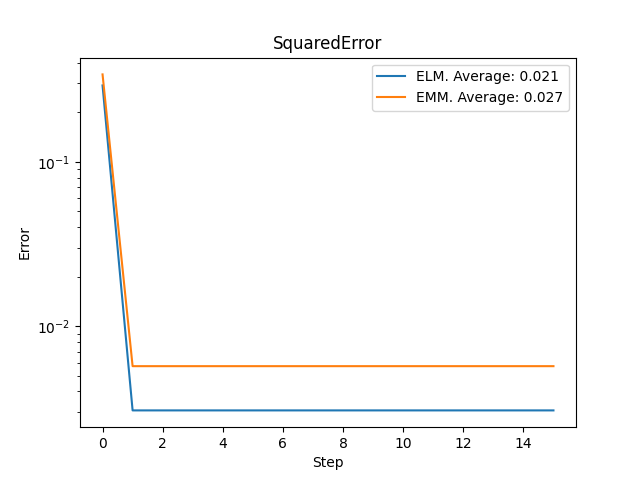 SquaredError
ELM. Average: 0.021
EMM. Average: 0.027
10⁻¹
10⁻²
Error
0 2 4 6 8 10 12 14
Step